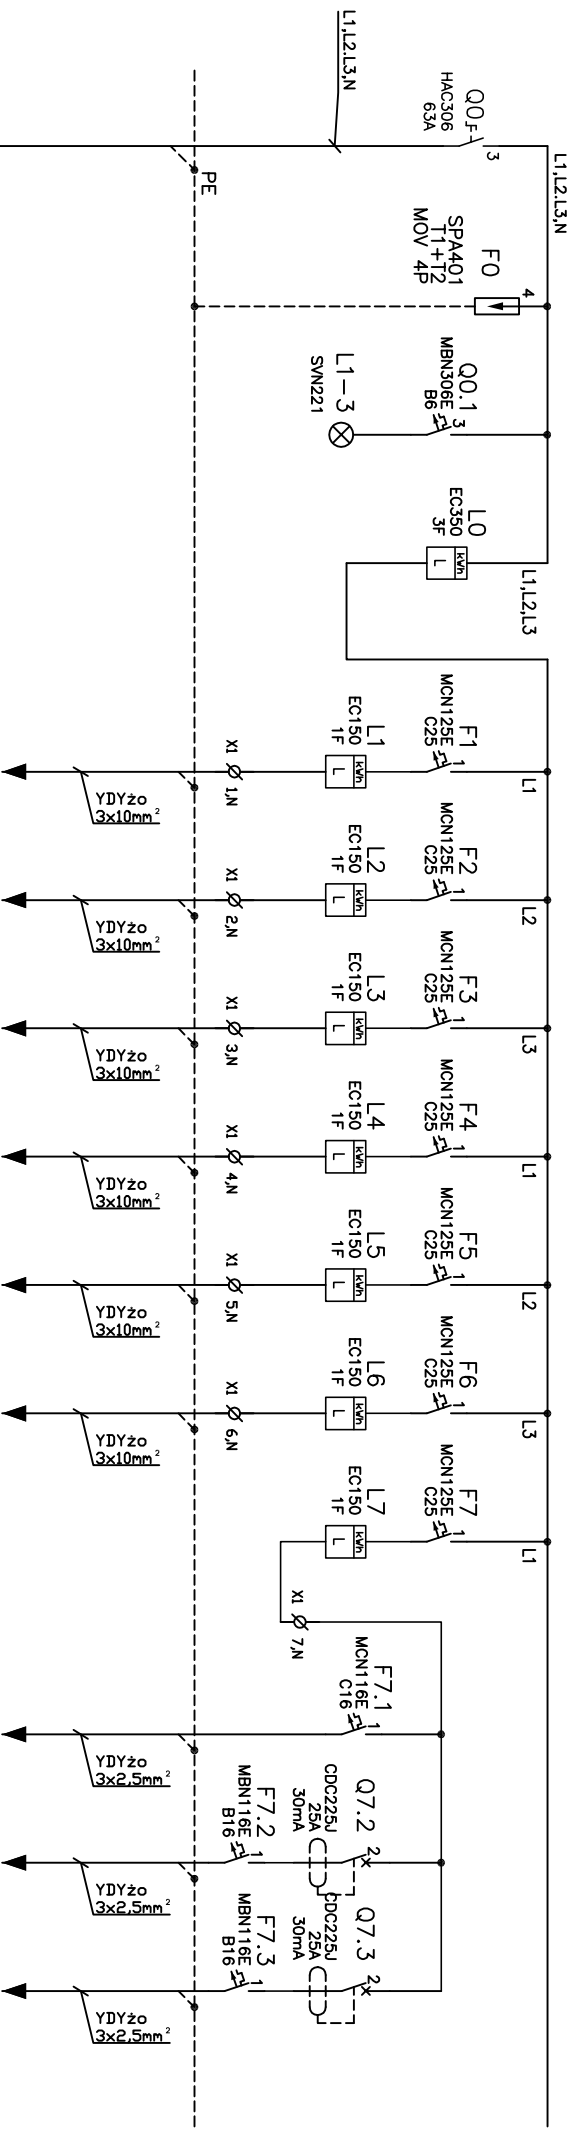 L1,L2.L3,N
L1,L2.L3,N
Q0
HAC306
63A
F
3
PE
F0
SPA401
T1+T2
MOV 4P
4
Q0.1
MBN306E
B6
3
L1-3
SVN221
L0
EC350
3F
kWh
L
L1,L2,L3
F1
MCN125E
C25
1
L1
L1
EC150
1F
kWh
L
X1
1,N
YDYżo
3x10mm²
F2
MCN125E
C25
1
L2
L2
EC150
1F
kWh
L
X1
2,N
YDYżo
3x10mm²
F3
MCN125E
C25
1
L3
L3
EC150
1F
kWh
L
X1
3,N
YDYżo
3x10mm²
F4
MCN125E
C25
1
L1
L4
EC150
1F
kWh
L
X1
4,N
YDYżo
3x10mm²
F5
MCN125E
C25
1
L2
L5
EC150
1F
kWh
L
X1
5,N
YDYżo
3x10mm²
F6
MCN125E
C25
1
L3
L6
EC150
1F
kWh
L
X1
6,N
YDYżo
3x10mm²
F7
MCN125E
C25
1
L1
L7
EC150
1F
kWh
L
X1
7,N
F7.1
MCN116E
C16
1
YDYżo
3x2,5mm²
Q7.2
CDC225J
25A
30mA
2
F7.2
MBN116E
B16
1
YDYżo
3x2,5mm²
Q7.3
CDC225J
25A
30mA
2
F7.3
MBN116E
B16
1
YDYżo
3x2,5mm²